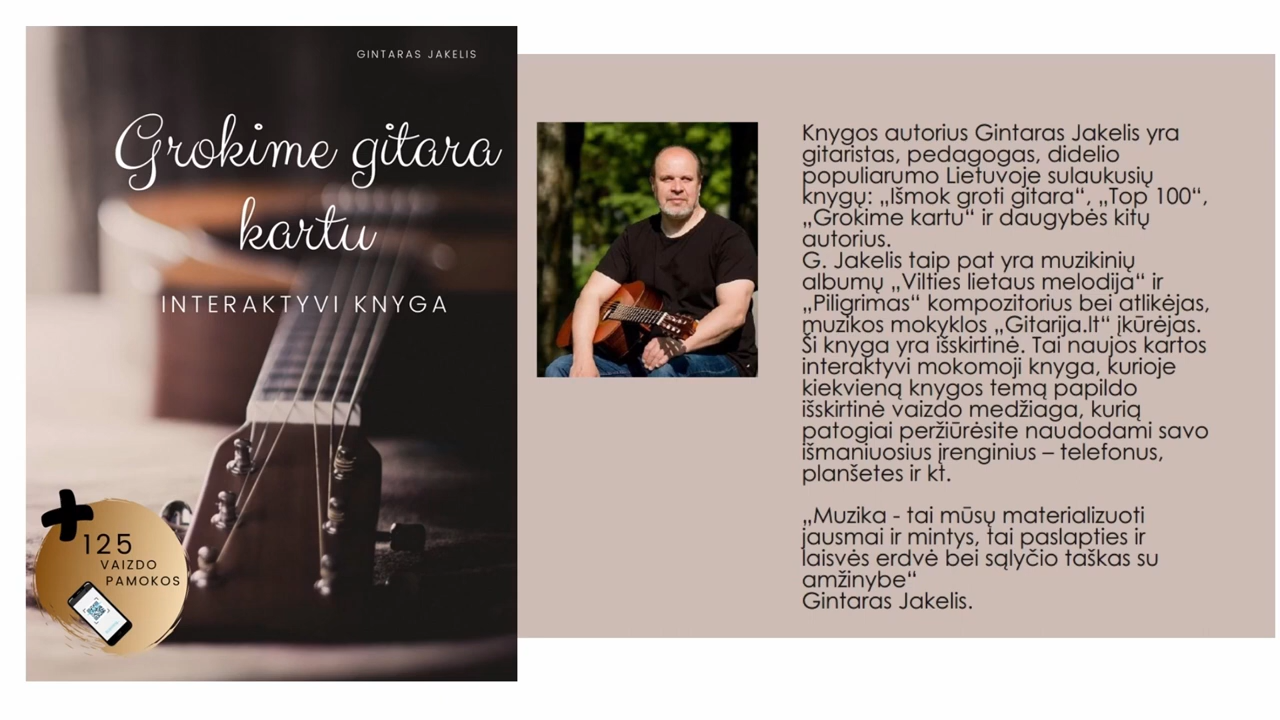 GINTARAS JAKELIS
Grokime gitara
kartu
INTERAKTYVI KNYGA
125
VAIZDO
PAMOKOS
Knygos autorius Gintaras Jakelis yra
gitaristas, pedagogas, didelio
populiarumo Lietuvoje sulaukusių
knygų: „Išmok groti gitara“, „Top 100“,
„Grokime kartu“ ir daugybės kitų
autorius.
G. Jakelis taip pat yra muzikinių
albumų „Vilties lietaus melodija“ ir
„Piligrimas“ kompozitorius bei atlikėjas,
muzikos mokyklos „Gitarija.lt“ įkūrėjas.
Ši knyga yra išskirtinė. Tai naujos kartos
interaktyvi mokomoji knyga, kurioje
kiekvieną knygos temą papildo
išskirtinė vaizdo medžiaga, kurią
patogiai peržiūrėsite naudodami savo
išmaniuosius įrenginius – telefonus,
planšetes ir kt.
„Muzika - tai mūsų materializuoti
jausmai ir mintys, tai paslapties ir
laisvės erdvė bei sąlyčio taškas su
amžinybe“
Gintaras Jakelis.